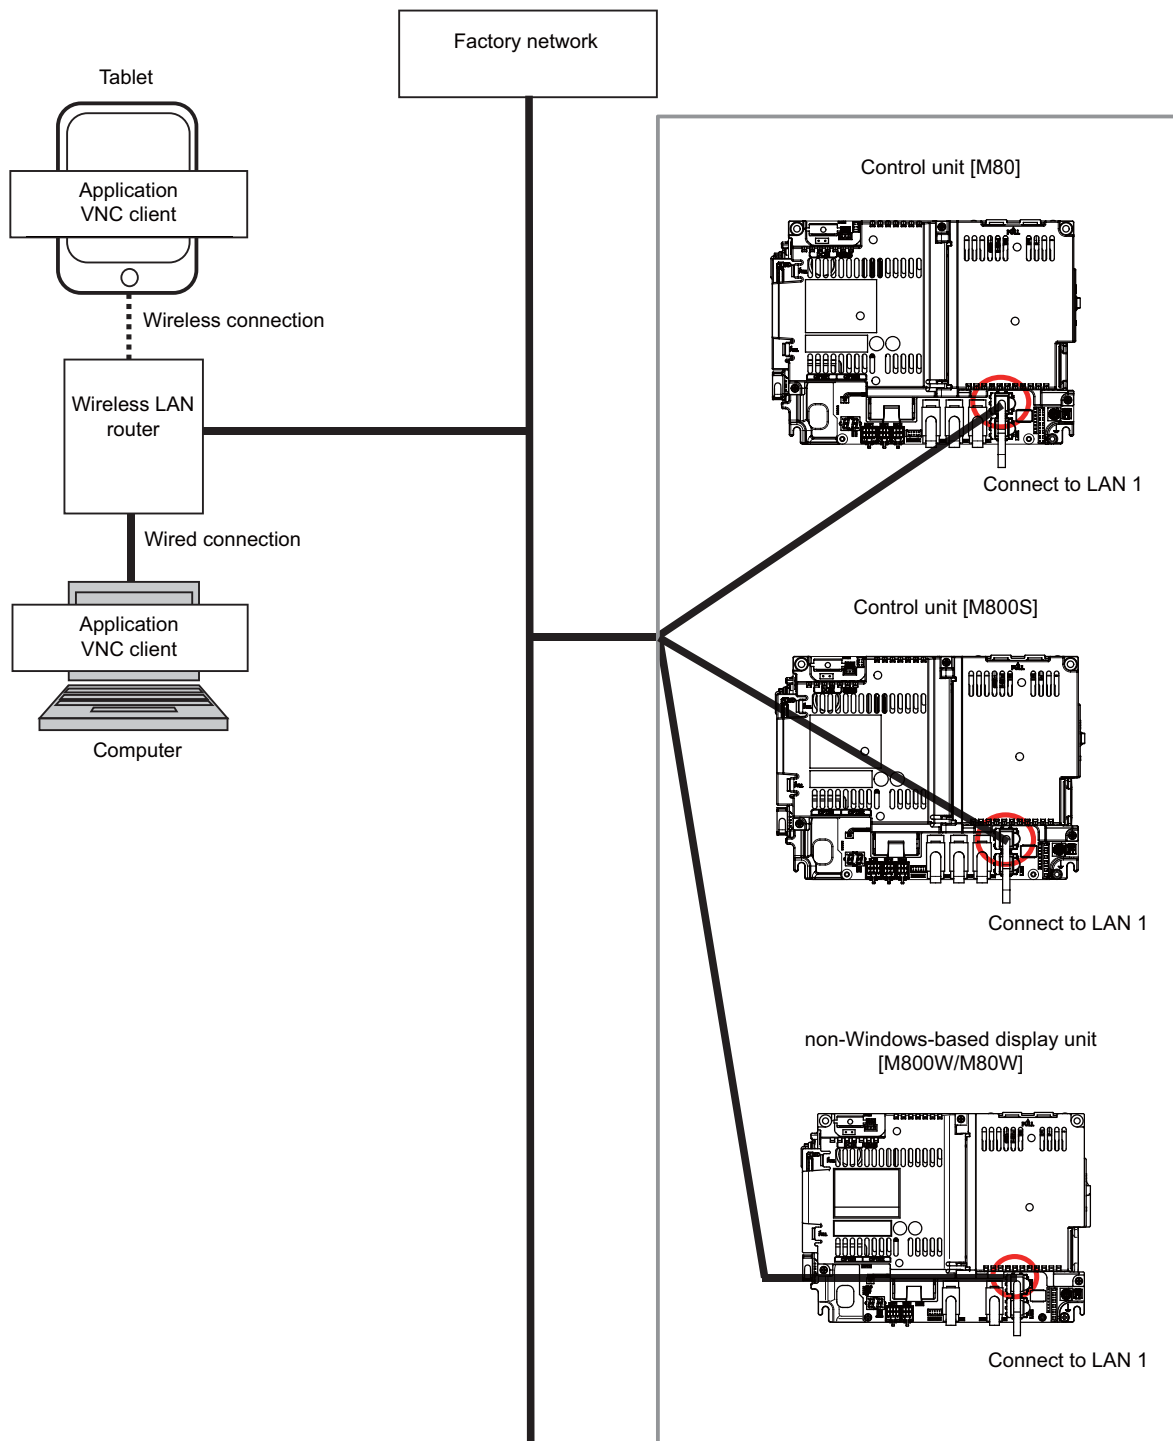 Factory network
Tablet
Application
VNC client
Wireless connection
Wireless LAN
router
Wired connection
Application
VNC client
Computer
Control unit [M80]
Connect to LAN 1
Control unit [M800S]
Connect to LAN 1
non-Windows-based display unit
[M800W/M80W]
Connect to LAN 1